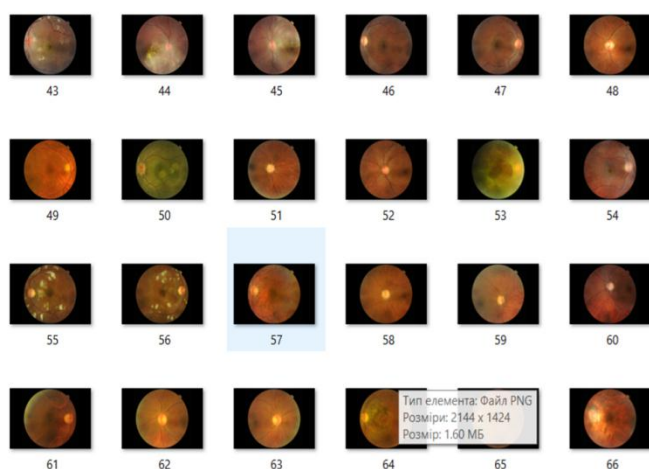 43 44 45 46 47 48
49 50 51 52 53 54
55 56 57 58 59 60
Тип елемента: Файл PNG
Розміри: 2144 x 1424
Розмір: 1.60 МБ
61 62 63 64 65 66